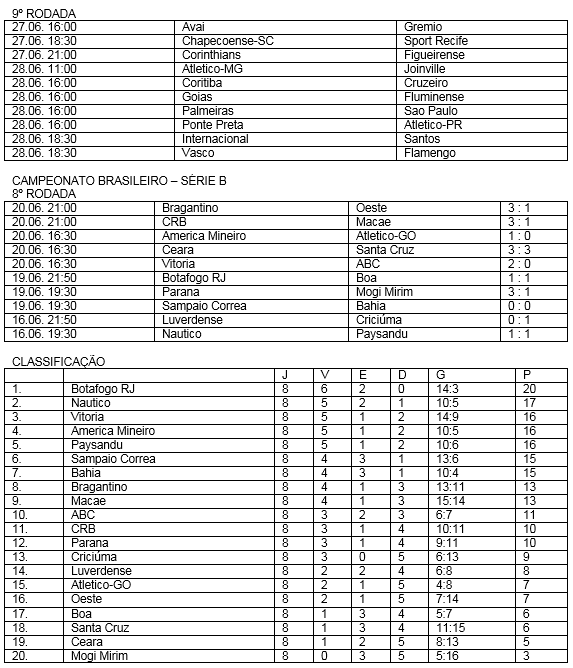 9º RODADA
27.06. 16:00 Avai Gremio
27.06. 18:30 Chapecoense-SC Sport Recife
27.06. 21:00 Corinthians Figueirense
28.06. 11:00 Atletico-MG Joinville
28.06. 16:00 Coritiba Cruzeiro
28.06. 16:00 Goias Fluminense
28.06. 16:00 Palmeiras Sao Paulo
28.06. 16:00 Ponte Preta Atletico-PR
28.06. 18:30 Internacional Santos
28.06. 18:30 Vasco Flamengo
CAMPEONATO BRASILEIRO – SÉRIE B
8º RODADA
20.06. 21:00 Bragantino Oeste 3 : 1
20.06. 21:00 CRB Macae 3 : 1
20.06. 16:30 America Mineiro Atletico-GO 1 : 0
20.06. 16:30 Ceara Santa Cruz 3 : 3
20.06. 16:30 Vitoria ABC 2 : 0
19.06. 21:50 Botafogo RJ Boa 1 : 1
19.06. 19:30 Parana Mogi Mirim 3 : 1
19.06. 19:30 Sampaio Correa Bahia 0 : 0
16.06. 21:50 Luverdense Criciúma 0 : 1
16.06. 19:30 Nautico Paysandu 1 : 1
CLASSIFICAÇÃO
J V E D G P
1. Botafogo RJ 8 6 2 0 14:3 20
2. Nautico 8 5 2 1 10:5 17
3. Vitoria 8 5 1 2 14:9 16
4. America Mineiro 8 5 1 2 10:5 16
5. Paysandu 8 5 1 2 10:6 16
6. Sampaio Correa 8 4 3 1 13:6 15
7. Bahia 8 4 3 1 10:4 15
8. Bragantino 8 4 1 3 13:11 13
9. Macae 8 4 1 3 15:14 13
10. ABC 8 3 2 3 6:7 11
11. CRB 8 3 1 4 10:11 10
12. Parana 8 3 1 4 9:11 10
13. Criciúma 8 3 0 5 6:13 9
14. Luverdense 8 2 2 4 6:8 8
15. Atletico-GO 8 2 1 5 4:8 7
16. Oeste 8 2 1 5 7:14 7
17. Boa 8 1 3 4 5:7 6
18. Santa Cruz 8 1 3 4 11:15 6
19. Ceara 8 1 2 5 8:13 5
20. Mogi Mirim 8 0 3 5 5:16 3